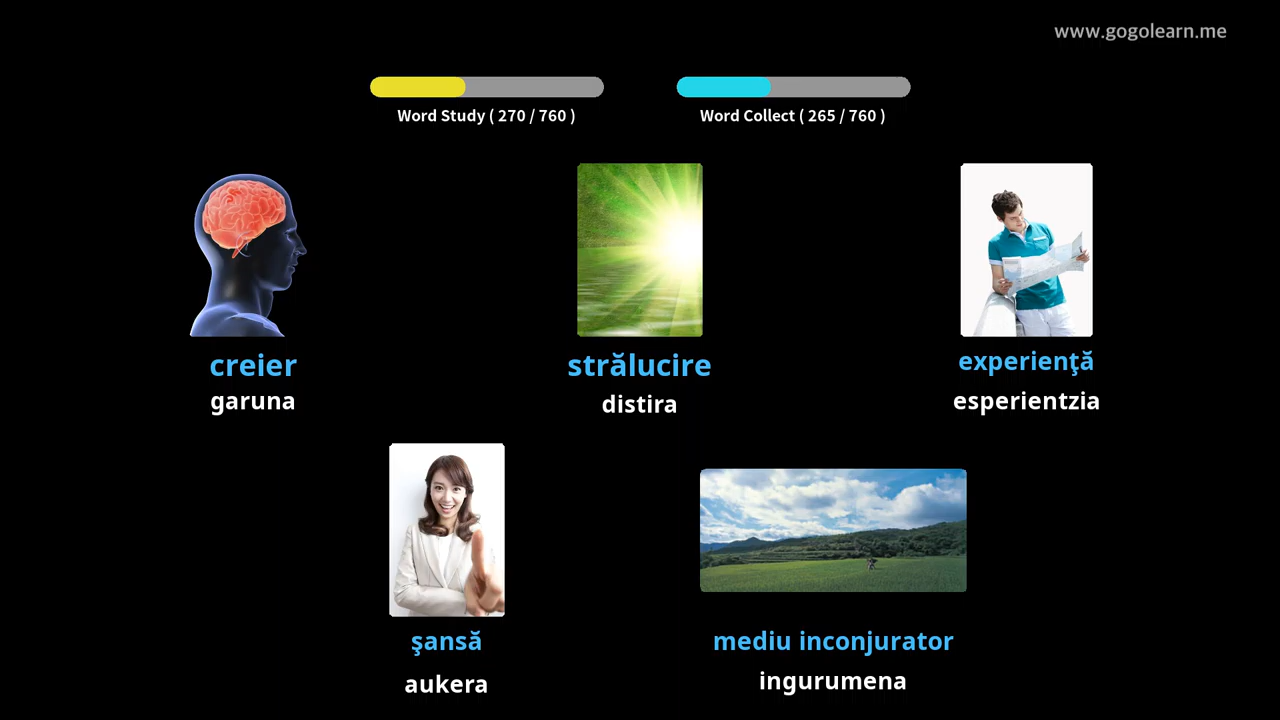 www.gogolearn.me
Word Study ( 270 / 760 )
Word Collect ( 265 / 760 )
creier
garuna
strălucire
distira
experienţă
esperientzia
şansă
aukera
mediu inconjurator
ingurumena